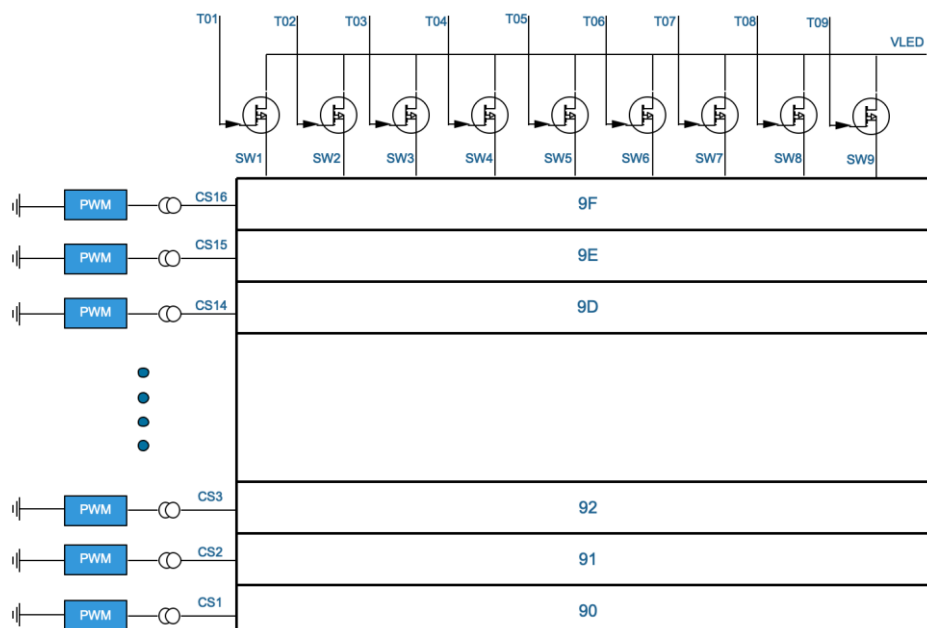 T01 T02 T03 T04 T05 T06 T07 T08 T09
VLED
SW1 SW2 SW3 SW4 SW5 SW6 SW7 SW8 SW9
PWM CS16 9F
PWM CS15 9E
PWM CS14 9D
PWM CS3 92
PWM CS2 91
PWM CS1 90